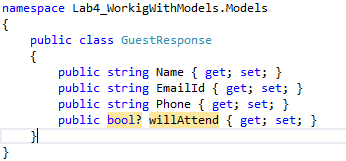 namespace Lab4_WorkigWithModels.Models
{
public class GuestResponse
{
public string Name { get; set; }
public string EmailId { get; set; }
public string Phone { get; set; }
public bool? willAttend { get; set; }
}
}